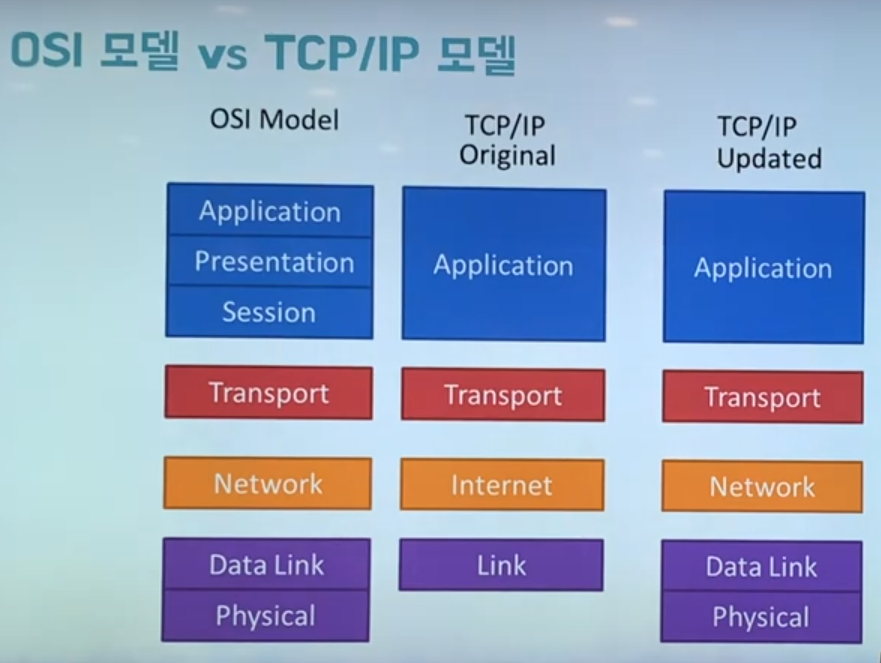 OSI 모델 vs TCP/IP 모델
OSI Model
TCP/IP
Original
TCP/IP
Updated
Application
Presentation
Session
Application
Application
Transport
Transport
Transport
Network
Internet
Network
Data Link
Physical
Link
Data Link
Physical